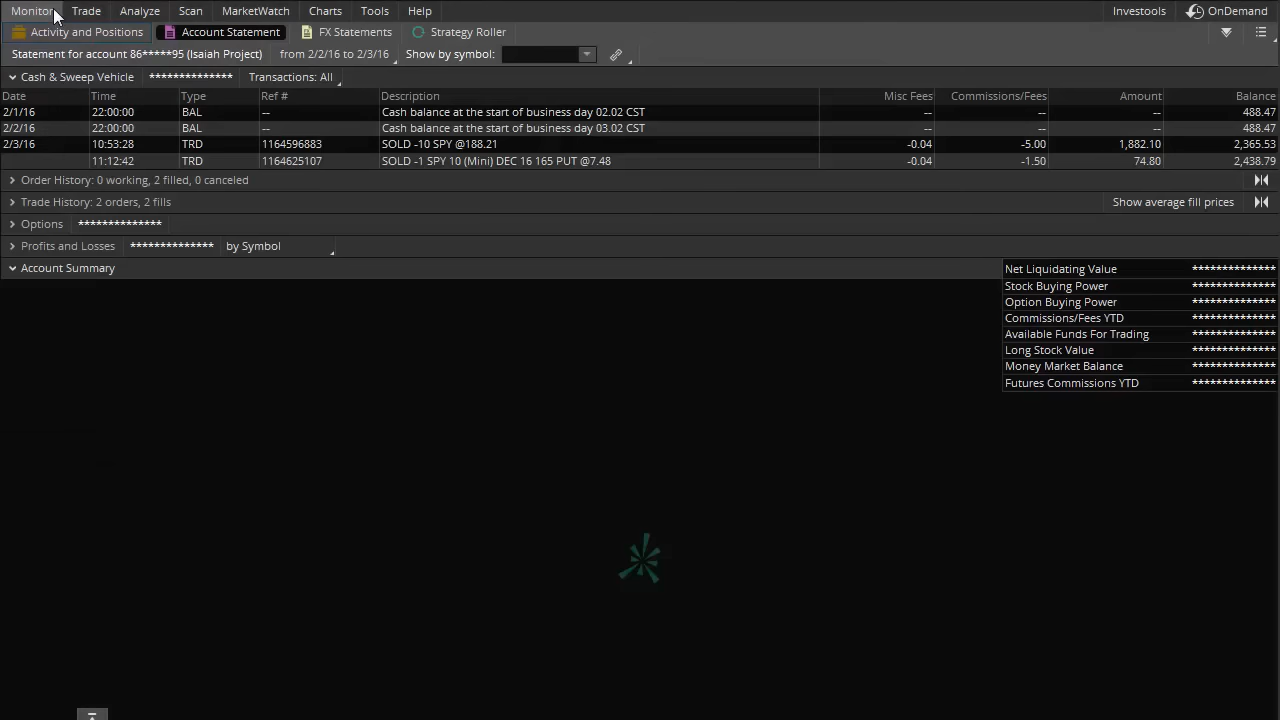 Monitor Trade Analyze Scan MarketWatch Charts Tools Help Investools OnDemand
Activity and Positions Account Statement FX Statements Strategy Roller
Statement for account 86*****95 (Isaiah Project) from 2/2/16 to 2/3/16 Show by symbol:
Cash & Sweep Vehicle ************** Transactions: All
Date Time Type Ref # Description Misc Fees Commissions/Fees Amount Balance
2/1/16 22:00:00 BAL -- Cash balance at the start of business day 02.02 CST -- -- -- 488.47
2/2/16 22:00:00 BAL -- Cash balance at the start of business day 03.02 CST -- -- -- 488.47
2/3/16 10:53:28 TRD 1164596883 SOLD -10 SPY @188.21 -0.04 -5.00 1,882.10 2,365.53
11:12:42 TRD 1164625107 SOLD -1 SPY 10 (Mini) DEC 16 165 PUT @7.48 -0.04 -1.50 74.80 2,438.79
Order History: 0 working, 2 filled, 0 canceled
Trade History: 2 orders, 2 fills Show average fill prices
Options **************
Profits and Losses ************** by Symbol
Account Summary
Net Liquidating Value **************
Stock Buying Power **************
Option Buying Power **************
Commissions/Fees YTD **************
Available Funds For Trading **************
Long Stock Value **************
Money Market Balance **************
Futures Commissions YTD **************